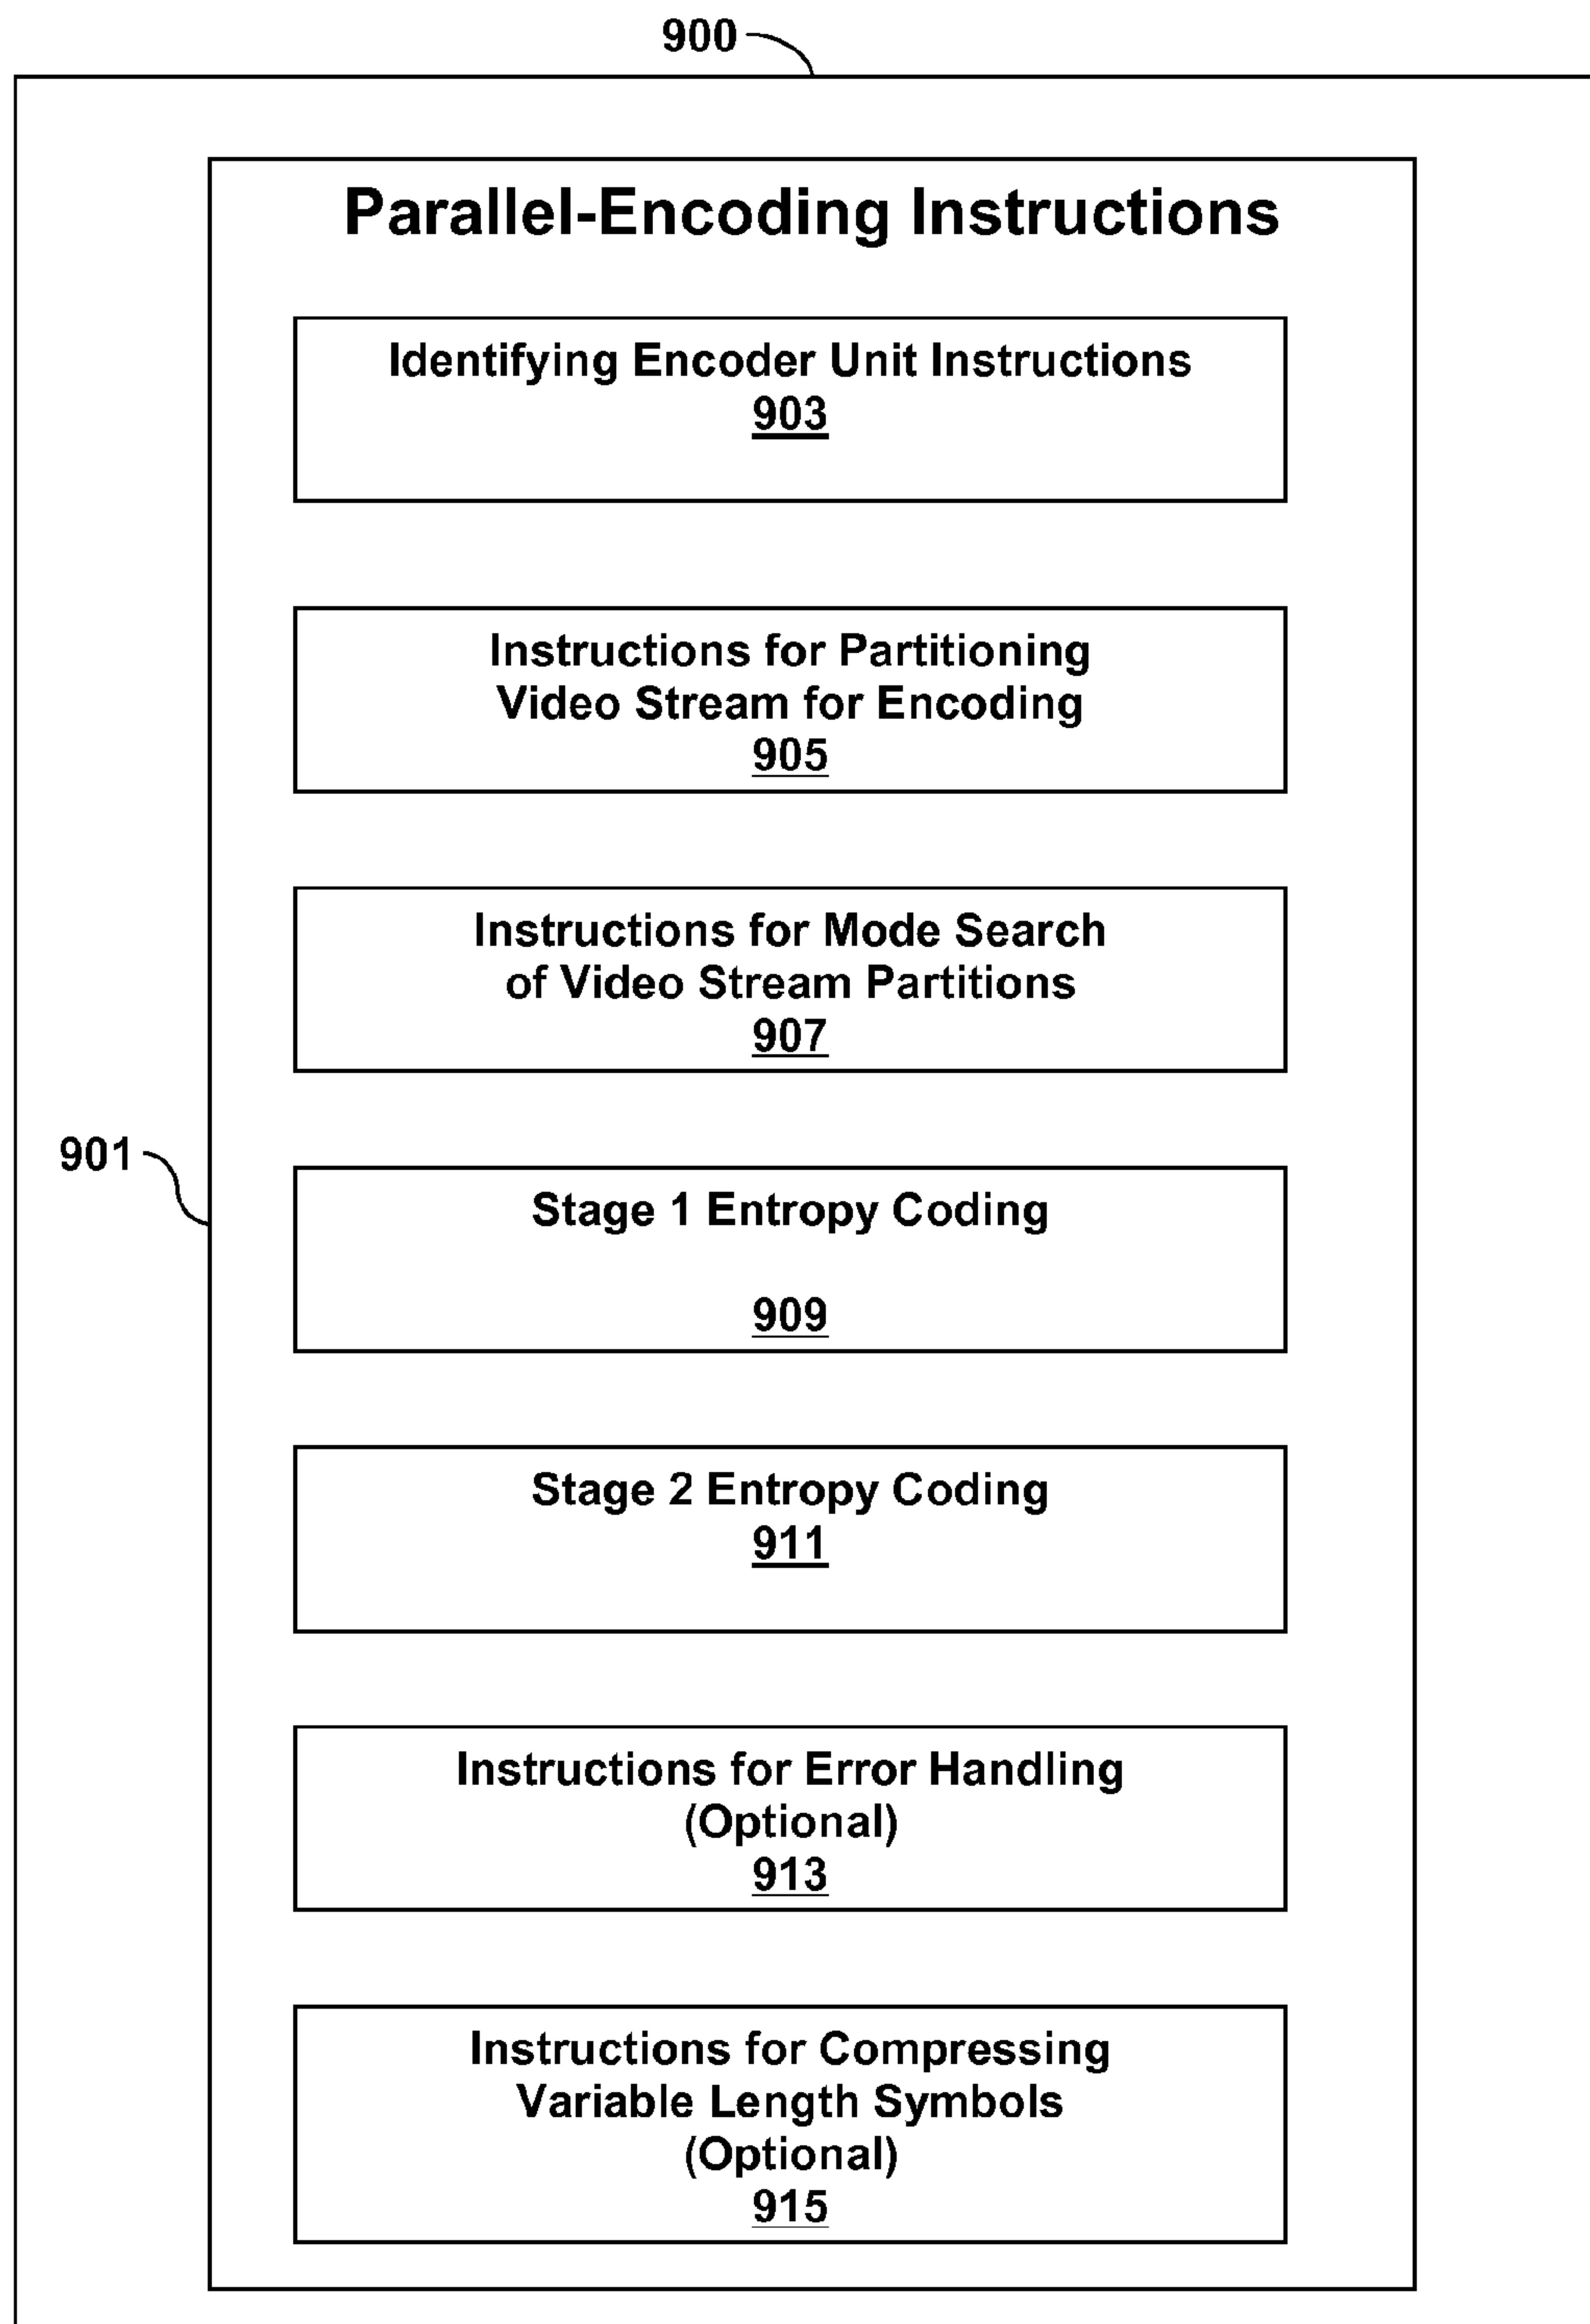 900
Parallel-Encoding Instructions
Identifying Encoder Unit Instructions
903
Instructions for Partitioning
Video Stream for Encoding
905
Instructions for Mode Search
of Video Stream Partitions
907
901
Stage 1 Entropy Coding
909
Stage 2 Entropy Coding
911
Instructions for Error Handling
(Optional)
913
Instructions for Compressing
Variable Length Symbols
(Optional)
915